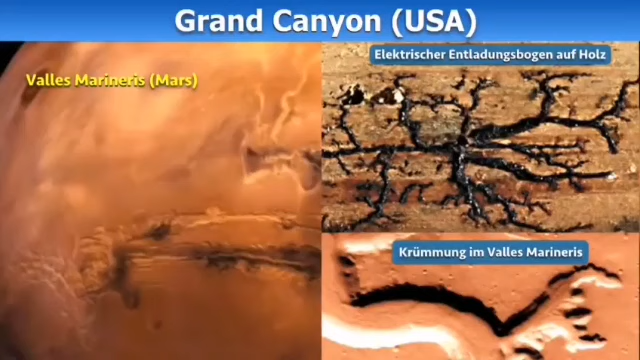 Grand Canyon (USA)
Valles Marineris (Mars)
Elektrischer Entladungsbogen auf Holz
Krümmung im Valles Marineris